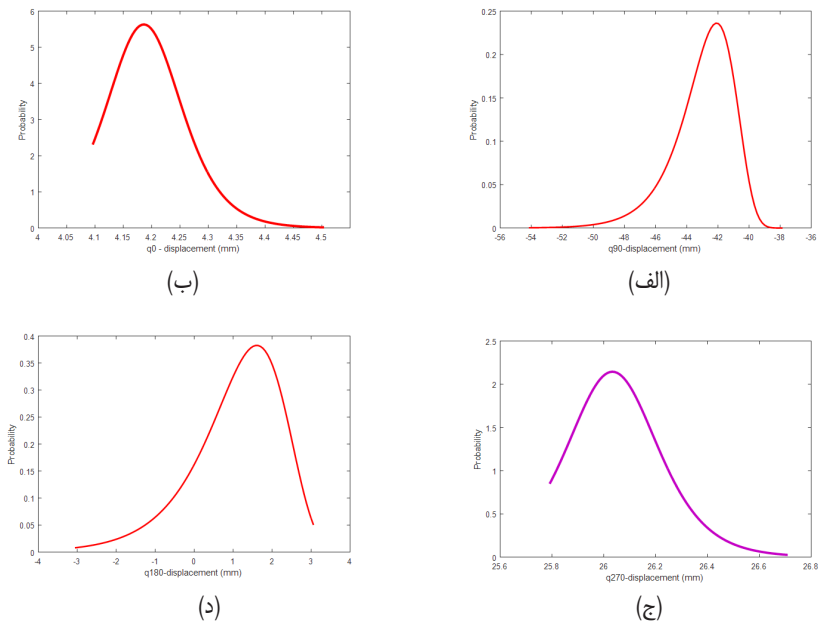 6
5
4
3
2
1
0
Probability
4 4.05 4.1 4.15 4.2 4.25 4.3 4.35 4.4 4.45 4.5
q0 - displacement (mm)
(ب)
0.25
0.2
0.15
0.1
0.05
0
Probability
-56 -54 -52 -50 -48 -46 -44 -42 -40 -38 -36
q90-displacement (mm)
(الف)
0.4
0.35
0.3
0.25
0.2
0.15
0.1
0.05
0
Probability
-4 -3 -2 -1 0 1 2 3 4
q180-displacement (mm)
(د)
2.5
2
1.5
1
0.5
0
Probability
25.6 25.8 26 26.2 26.4 26.6 26.8
q270-displacement (mm)
(ج)